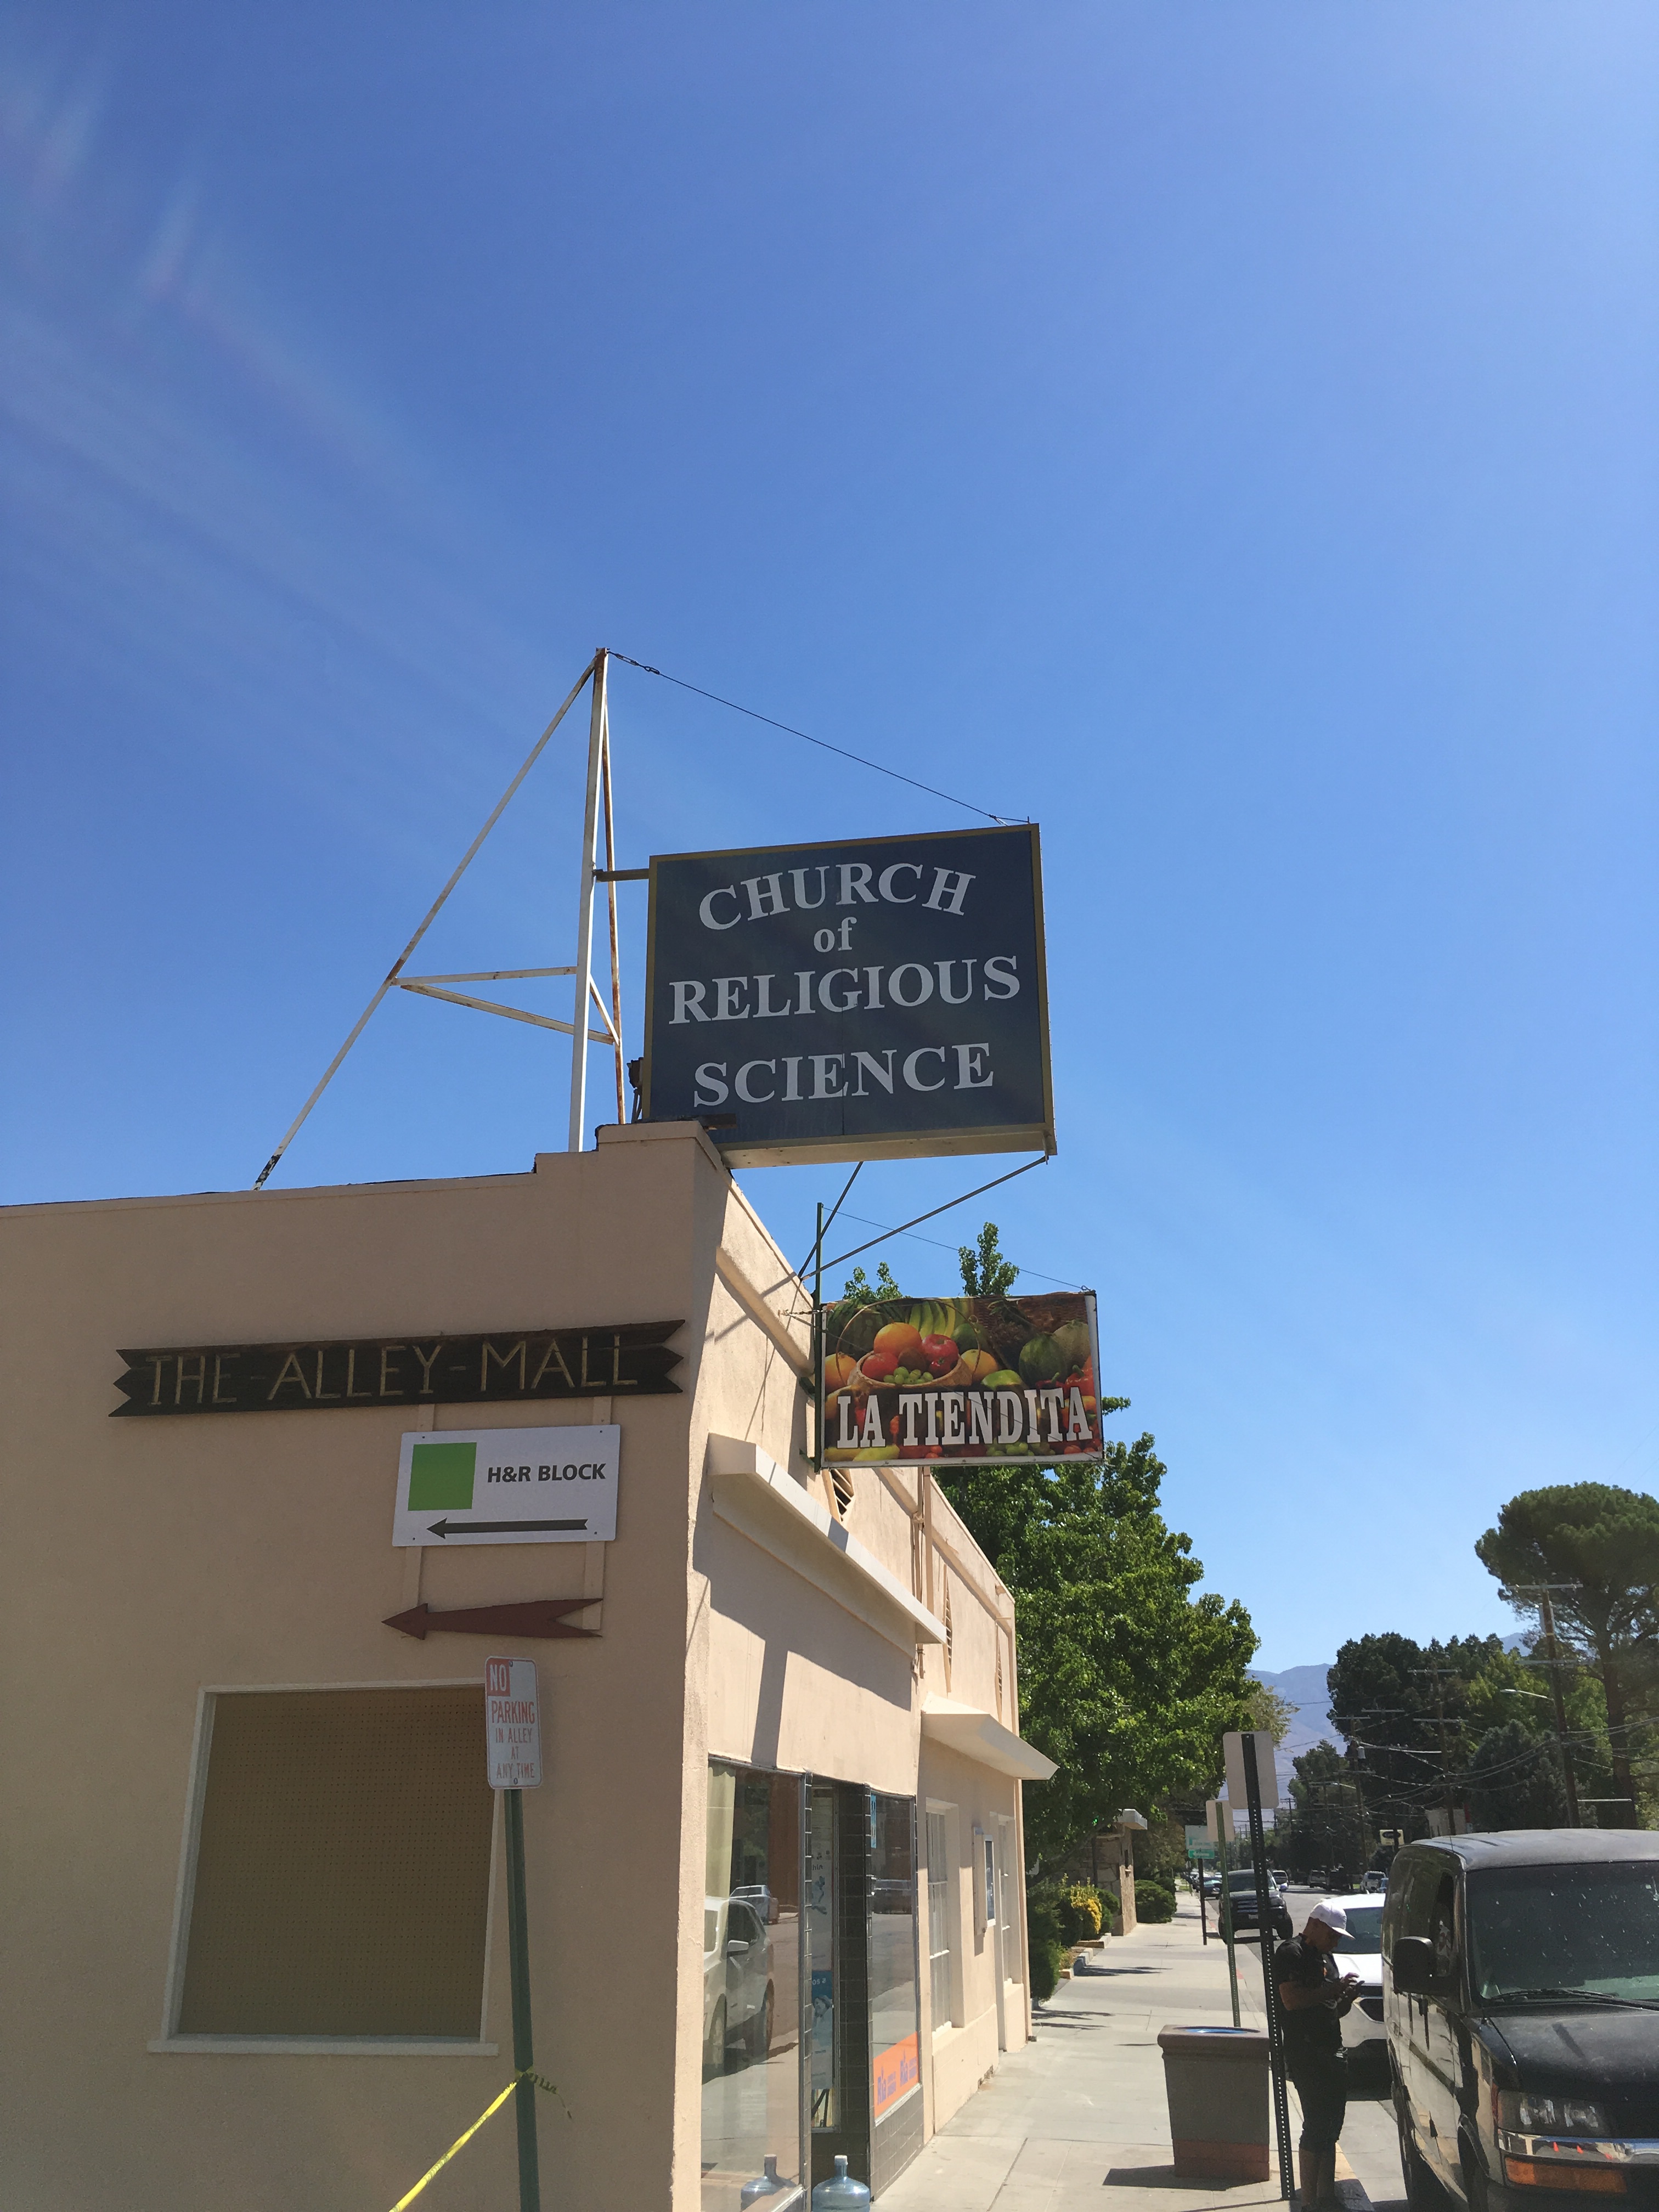 CHURCH
of
RELIGIOUS
SCIENCE
LA TIENDITA
THE-ALLEY-MALL
H&R BLOCK
NO
PARKING
IN ALLEY
AT
ANY TIME